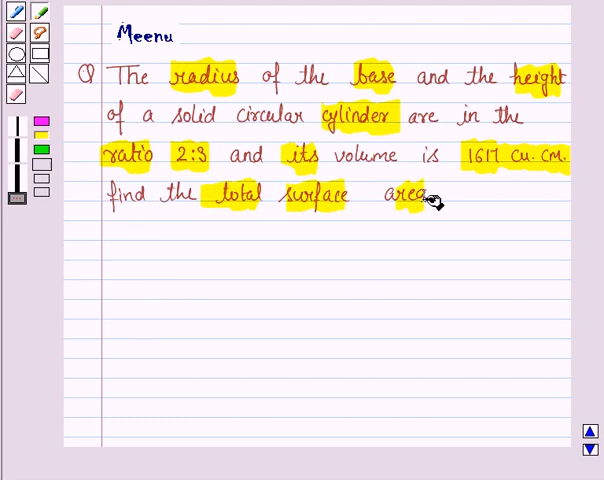 Meenu
Q The radius of the base and the height
of a solid circular cylinder are in the
ratio 2:3 and its volume is 1617 cu. cm.
find the total surface area